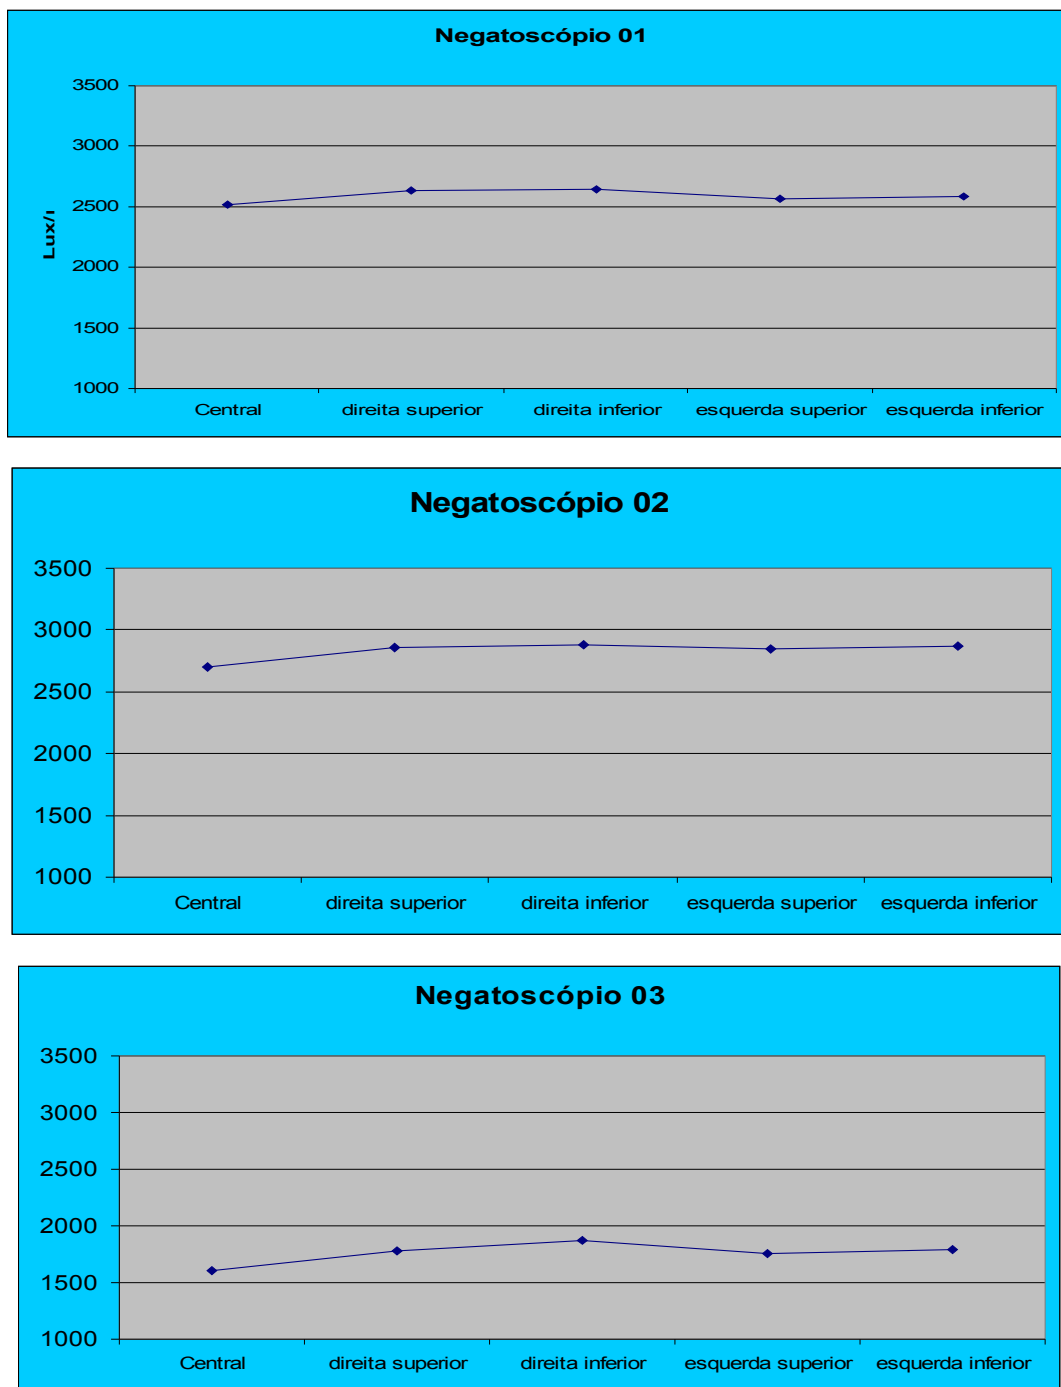 Negatoscópio 01
3500
3000
2500
2000
1500
1000
Lux/
Central direita superior direita inferior esquerda superior esquerda inferior
Negatoscópio 02
3500
3000
2500
2000
1500
1000
Central direita superior direita inferior esquerda superior esquerda inferior
Negatoscópio 03
3500
3000
2500
2000
1500
1000
Central direita superior direita inferior esquerda superior esquerda inferior